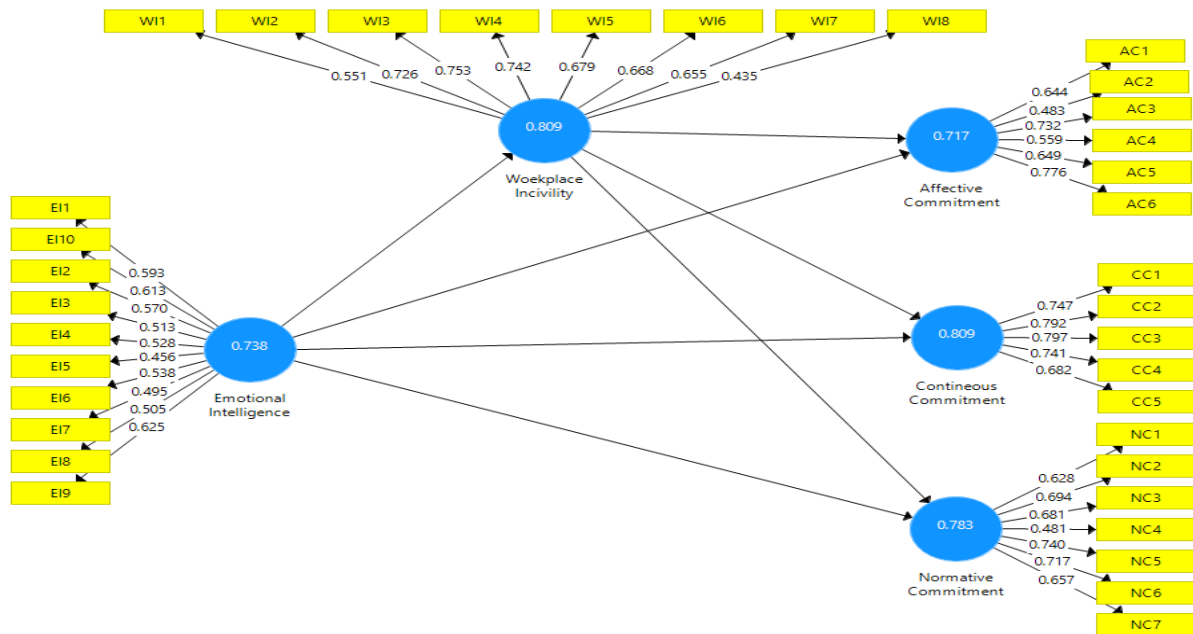 WI1 WI2 WI3 WI4 WI5 WI6 WI7 WI8
0.551 0.726 0.753 0.742 0.679 0.668 0.655 0.435
0.809
Woekplace
Incivility
AC1
AC2
AC3
AC4
AC5
AC6
0.644
0.483
0.732
0.559
0.649
0.776
0.717
Affective
Commitment
EI1
EI10
EI2
EI3
EI4
EI5
EI6
EI7
EI8
EI9
0.593
0.613
0.570
0.513
0.528
0.456
0.538
0.495
0.505
0.625
0.738
Emotional
Intelligence
CC1
CC2
CC3
CC4
CC5
0.747
0.792
0.797
0.741
0.682
0.809
Contineous
Commitment
NC1
NC2
NC3
NC4
NC5
NC6
NC7
0.628
0.694
0.681
0.481
0.740
0.717
0.657
0.783
Normative
Commitment